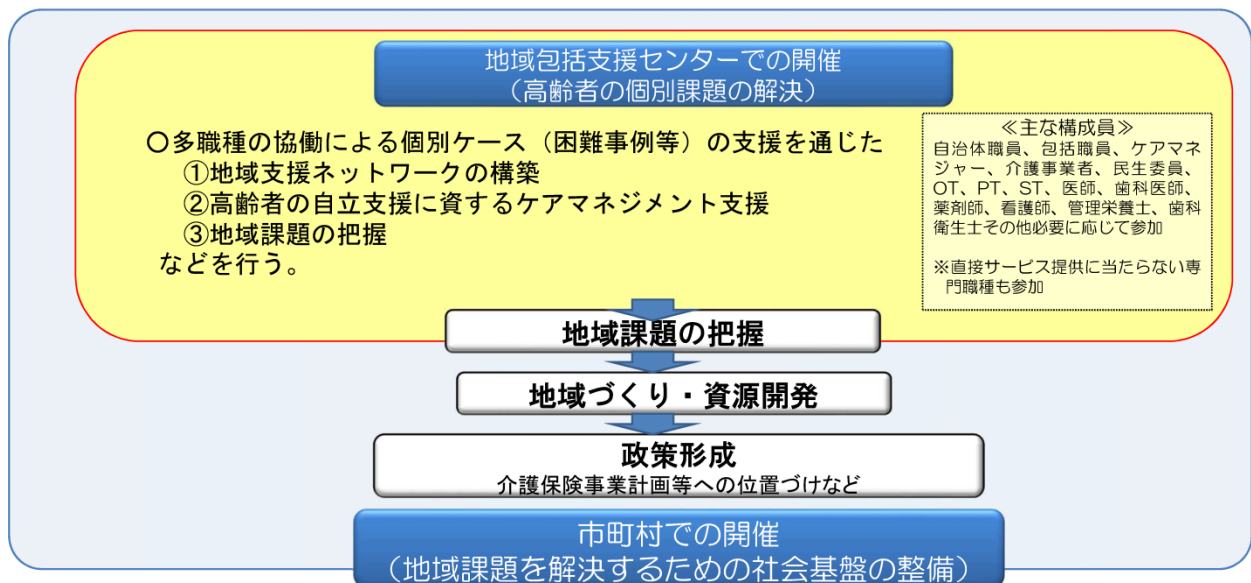 地域包括支援センターでの開催
（高齢者の個別課題の解決）
〇多職種の協働による個別ケース（困難事例等）の支援を通じた
①地域支援ネットワークの構築
②高齢者の自立支援に資するケアマネジメント支援
③地域課題の把握
などを行う。
≪主な構成員≫
自治体職員、包括職員、ケアマネ
ジャー、介護事業者、民生委員、
OT、PT、ST、医師、歯科医師、
薬剤師、看護師、管理栄養士、歯科
衛生士その他必要に応じて参加
※直接サービス提供に当たらない専
門職種も参加
地域課題の把握
地域づくり・資源開発
政策形成
介護保険事業計画等への位置づけなど
市町村での開催
（地域課題を解決するための社会基盤の整備）